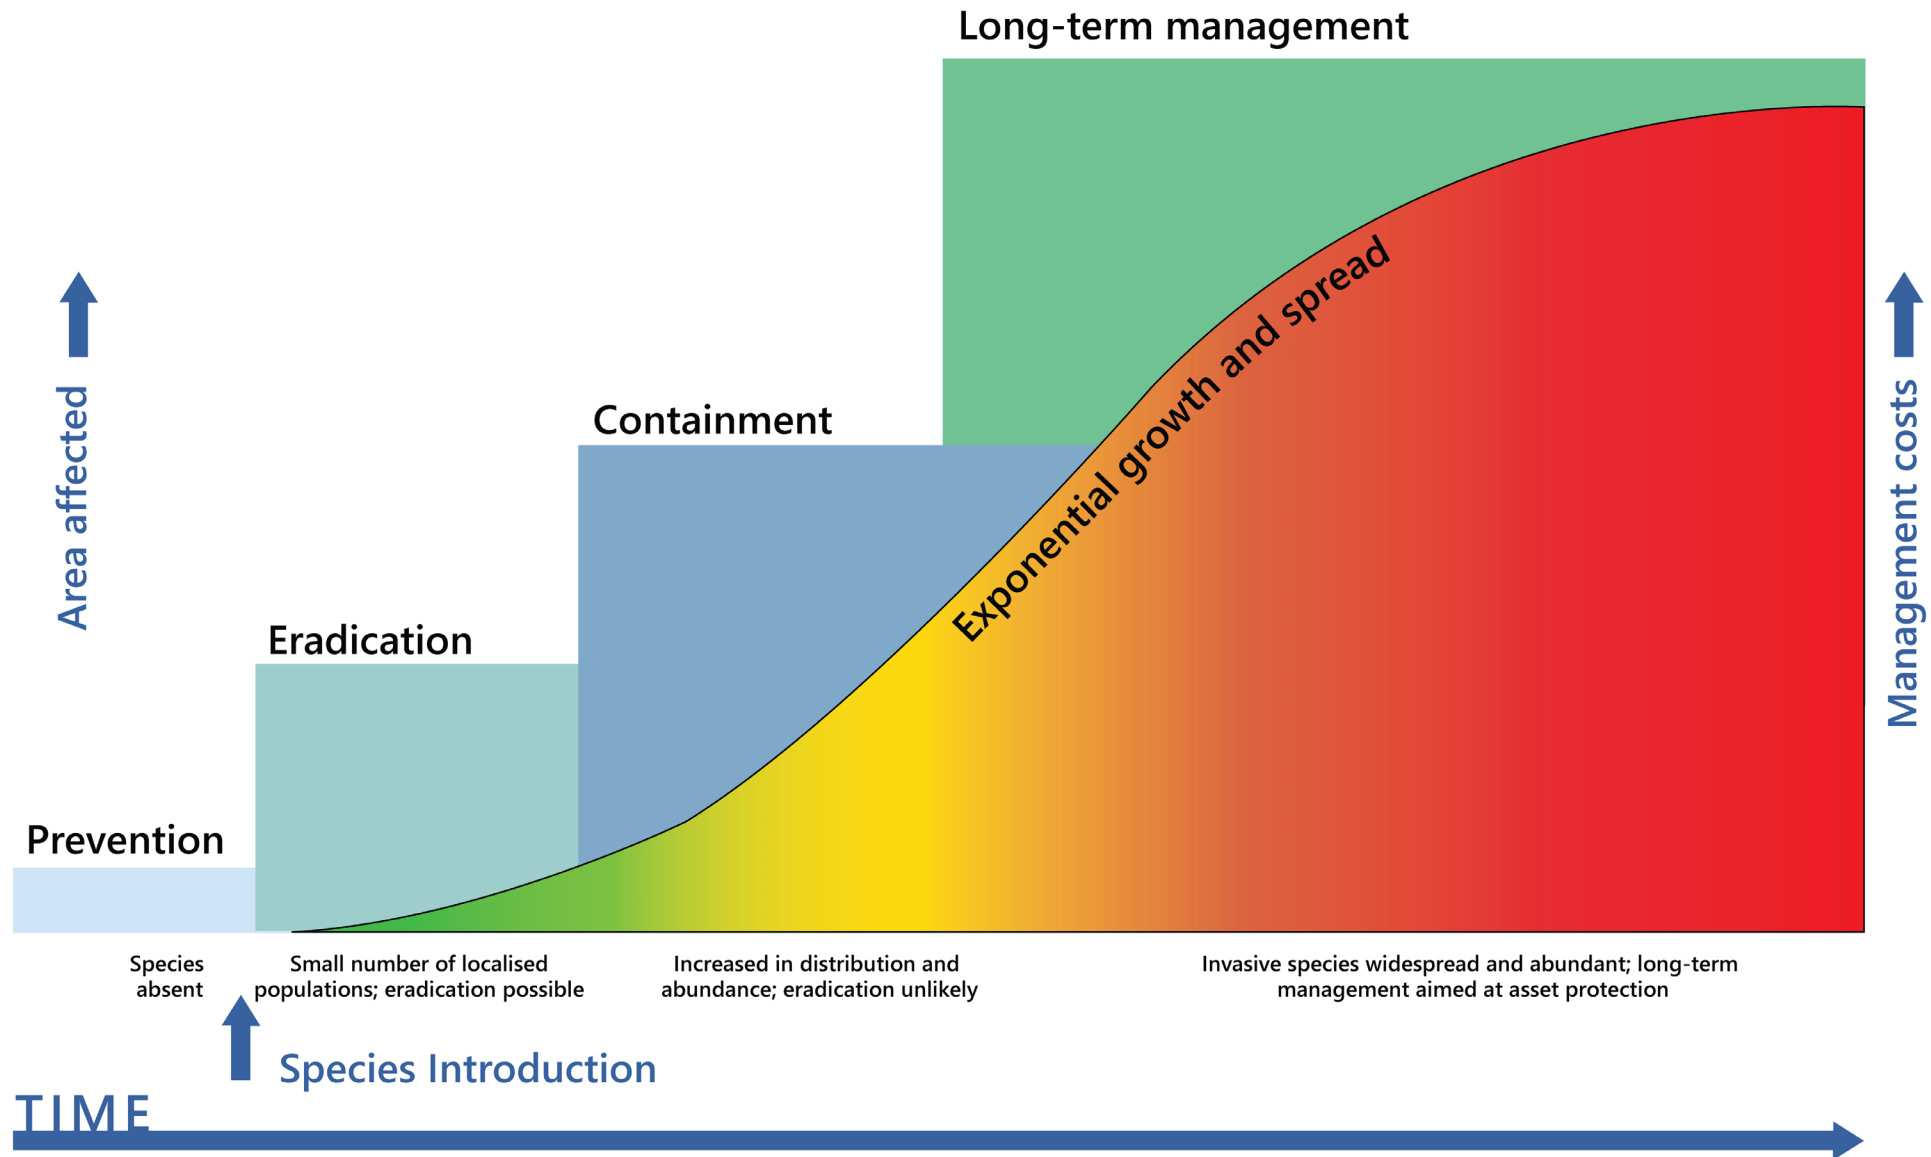 Long-term management
Containment
Eradication
Prevention
Area affected
Exponential growth and spread
Management costs
Species
absent
Small number of localised
populations; eradication possible
Increased in distribution and
abundance; eradication unlikely
Invasive species widespread and abundant; long-term
management aimed at asset protection
Species Introduction
TIME